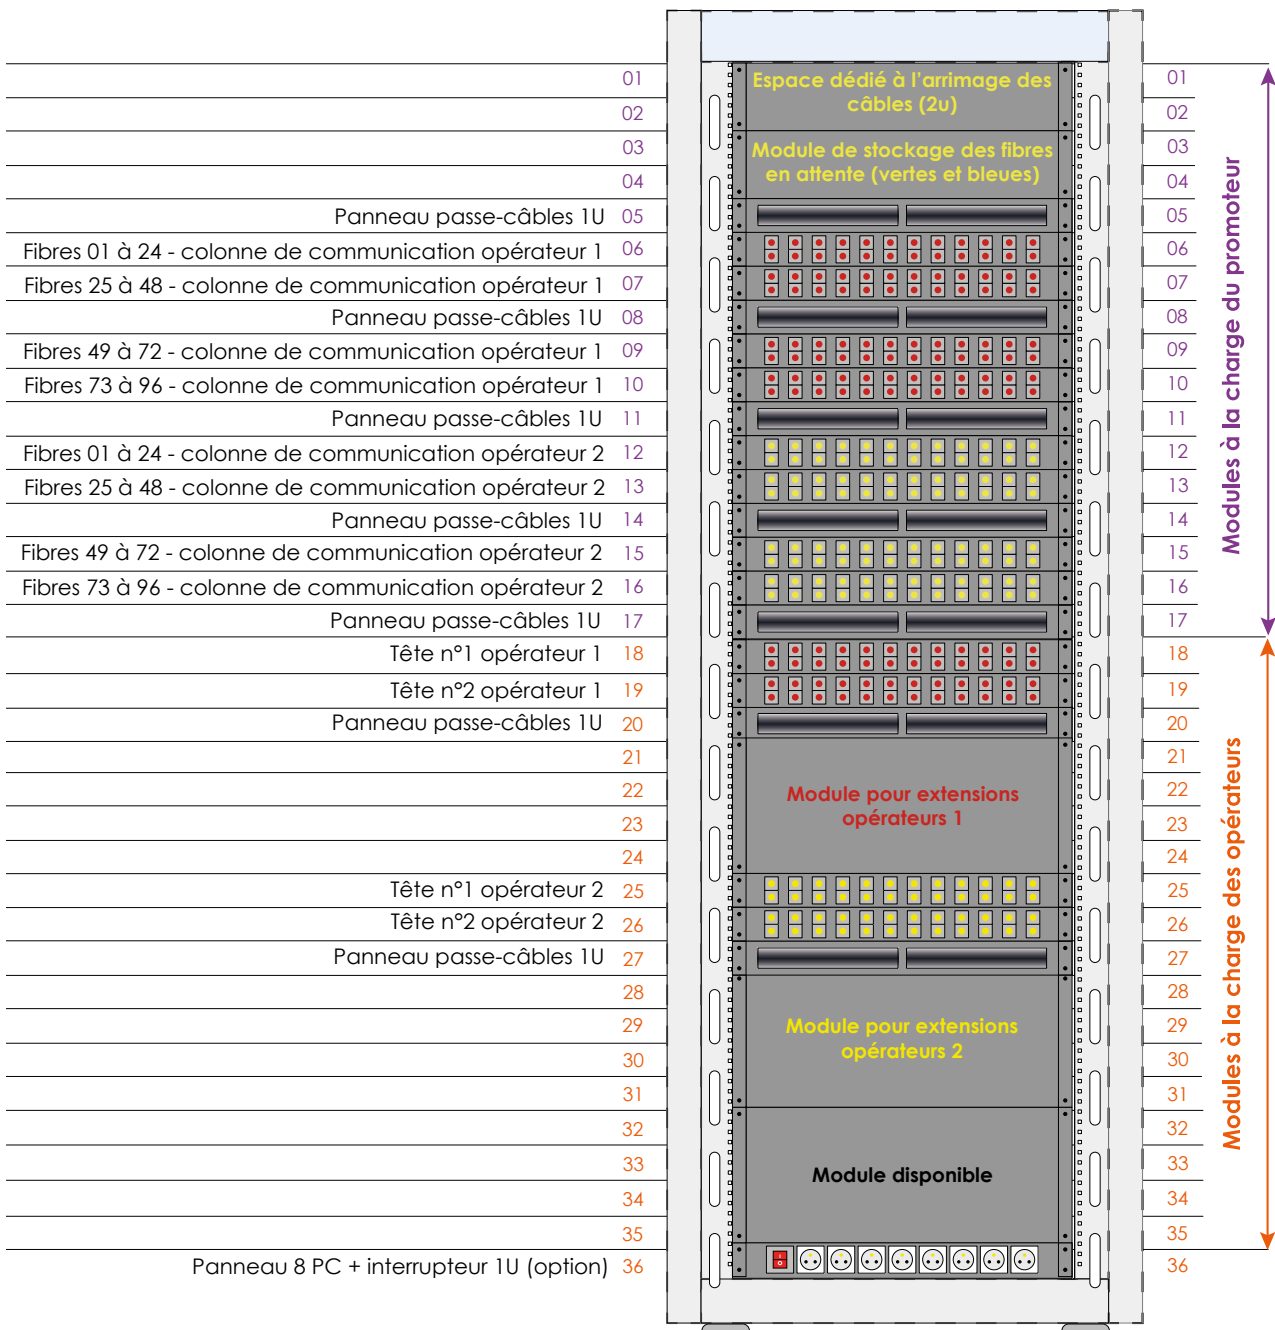 01 Espace dédié à l'arrimage des 01
câbles (2u)
02 02
03 Module de stockage des fibres 03
en attente (vertes et bleues)
04 04
Panneau passe-câbles 1U 05 05
Fibres 01 à 24 - colonne de communication opérateur 1 06 06
Fibres 25 à 48 - colonne de communication opérateur 1 07 07
Panneau passe-câbles 1U 08 08
Fibres 49 à 72 - colonne de communication opérateur 1 09 09
Fibres 73 à 96 - colonne de communication opérateur 1 10 10
Panneau passe-câbles 1U 11 11
Fibres 01 à 24 - colonne de communication opérateur 2 12 12
Fibres 25 à 48 - colonne de communication opérateur 2 13 13
Panneau passe-câbles 1U 14 14
Fibres 49 à 72 - colonne de communication opérateur 2 15 15
Fibres 73 à 96 - colonne de communication opérateur 2 16 16
Panneau passe-câbles 1U 17 17
Modules à la charge du promoteur
Tête n°1 opérateur 1 18 18
Tête n°2 opérateur 1 19 19
Panneau passe-câbles 1U 20 20
21 21
22 Module pour extensions 22
opérateurs 1
23 23
24 24
Tête n°1 opérateur 2 25 25
Tête n°2 opérateur 2 26 26
Panneau passe-câbles 1U 27 27
28 28
29 Module pour extensions 29
opérateurs 2
30 30
31 31
32 32
33 Module disponible 33
34 34
35 35
Modules à la charge des opérateurs
Panneau 8 PC + interrupteur 1U (option) 36 36